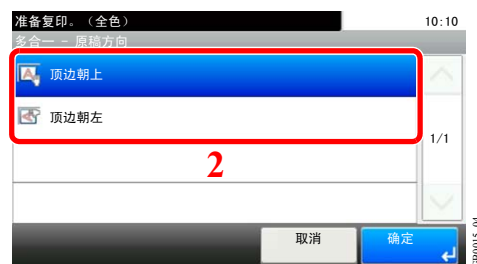 准备复印。（全色） 10:10
多合一 - 原稿方向
顶边朝上
顶边朝左
1/1
2
取消 确定